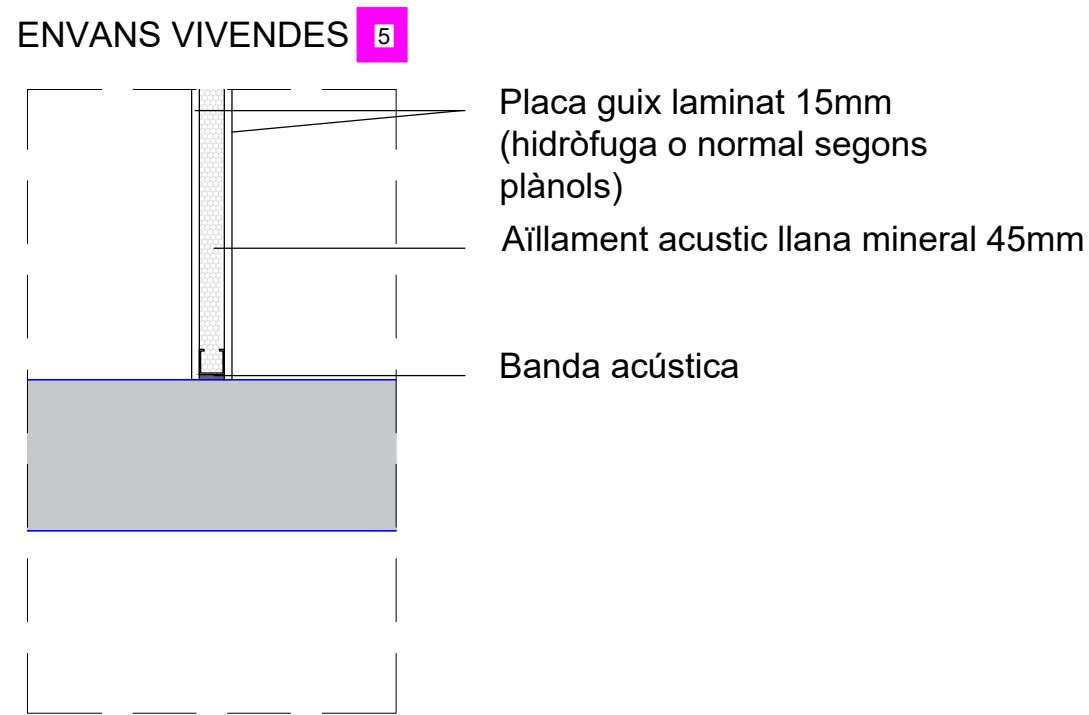 ENVANS VIVENDES 5
Placa guix laminat 15mm
(hidròfuga o normal segons
plànols)
Aïllament acustic llana mineral 45mm
Banda acústica